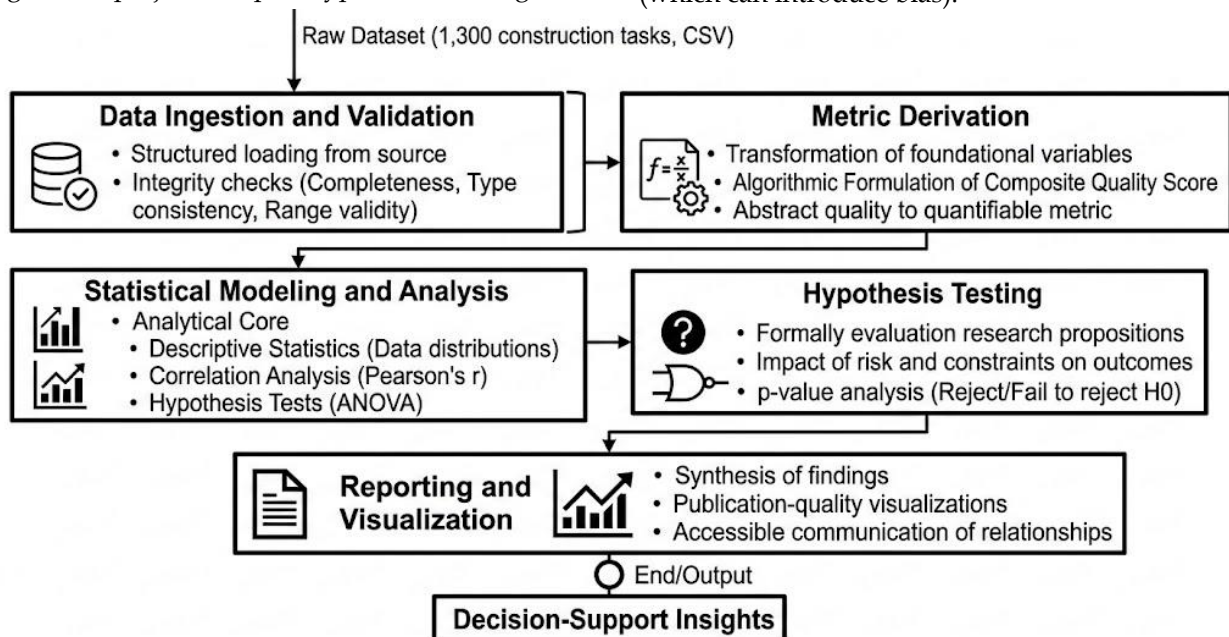 (which can introduce bias).
Raw Dataset (1,300 construction tasks, CSV)
Data Ingestion and Validation
• Structured loading from source
• Integrity checks (Completeness, Type
consistency, Range validity)
Metric Derivation
f=x/x
• Transformation of foundational variables
• Algorithmic Formulation of Composite Quality Score
• Abstract quality to quantifiable metric
Statistical Modeling and Analysis
• Analytical Core
• Descriptive Statistics (Data distributions)
• Correlation Analysis (Pearson's r)
• Hypothesis Tests (ANOVA)
Hypothesis Testing
?
• Formally evaluation research propositions
• Impact of risk and constraints on outcomes
• p-value analysis (Reject/Fail to reject H0)
Reporting and
Visualization
• Synthesis of findings
• Publication-quality visualizations
• Accessible communication of relationships
End/Output
Decision-Support Insights